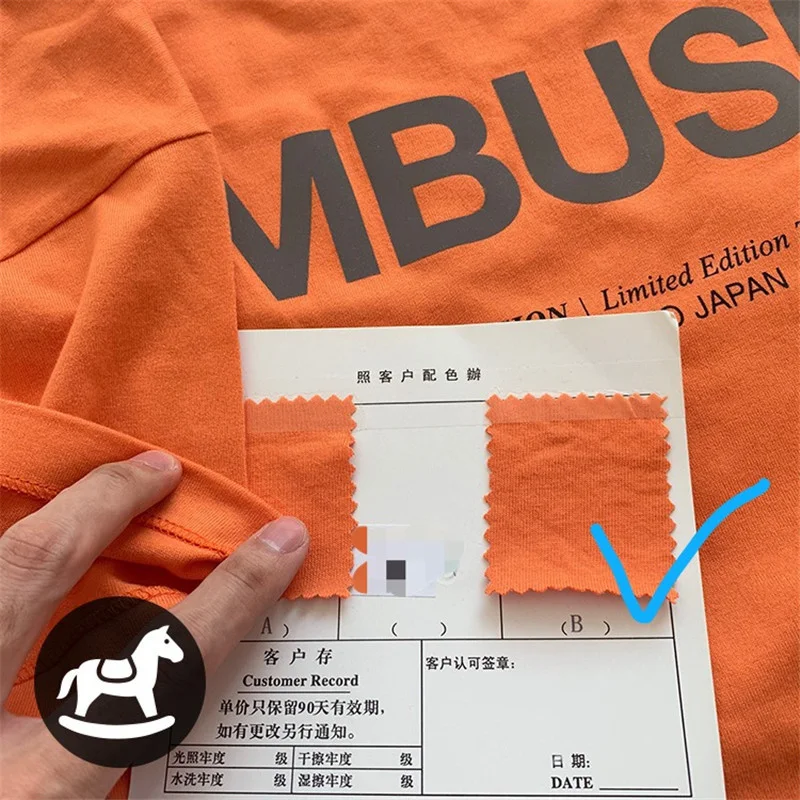 MBUS
ION | Limited Edition T
JAPAN
照客户配色辦
A )
( )
(B )
客户存
Customer Record
单价只保留90天有效期，
如有更改另行通知。
客户认可签章：
光照牢度 级 干擦牢度 级
水洗牢度 级 湿擦牢度 级
日 期：
DATE